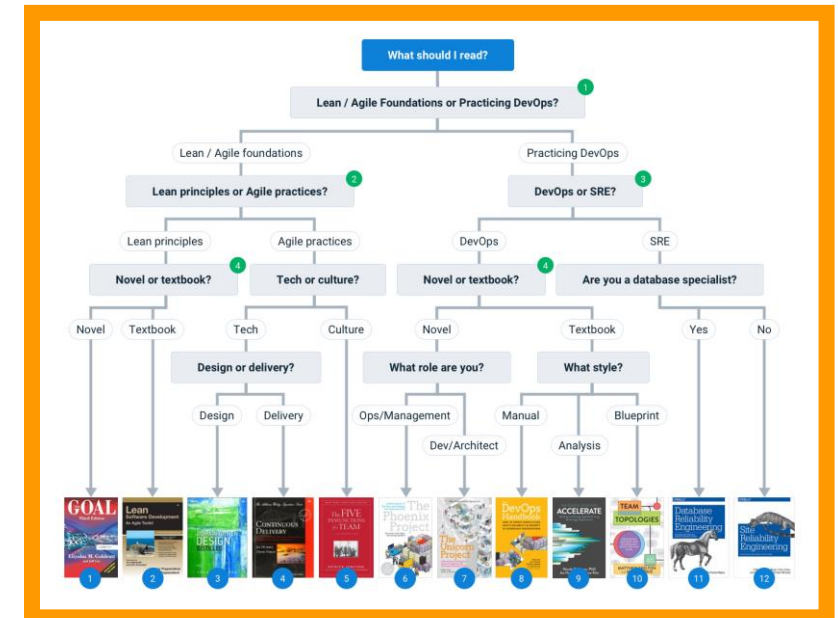 What should I read?
1
Lean / Agile Foundations or Practicing DevOps?
Lean / Agile foundations
Practicing DevOps
2
3
Lean principles or Agile practices?
DevOps or SRE?
Lean principles
Agile practices
DevOps
SRE
4
4
Novel or textbook?
Tech or culture?
Novel or textbook?
Are you a database specialist?
Novel
Textbook
Tech
Culture
Novel
Textbook
Yes
No
Design or delivery?
What role are you?
What style?
Design
Delivery
Ops/Management
Manual
Blueprint
Dev/Architect
Analysis
GOAL
Lean
Software Development
DESIGN
CONTINUOUS
DELIVERY
The FIVE
TEAM
The
Phoenix
Project
The
Unicorn
Project
The
DevOps
Handbook
ACCELERATE
TEAM
TOPOLOGIES
Database
Reliability
Engineering
Site
Reliability
Engineering
1
2
3
4
5
6
7
8
9
10
11
12